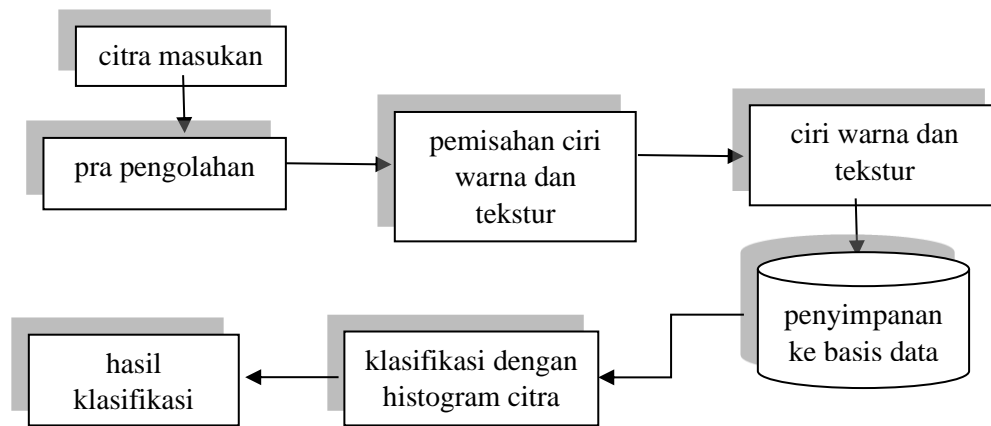 citra masukan
pra pengolahan
pemisahan ciri
warna dan
tekstur
ciri warna dan
tekstur
penyimpanan
ke basis data
klasifikasi dengan
histogram citra
hasil
klasifikasi